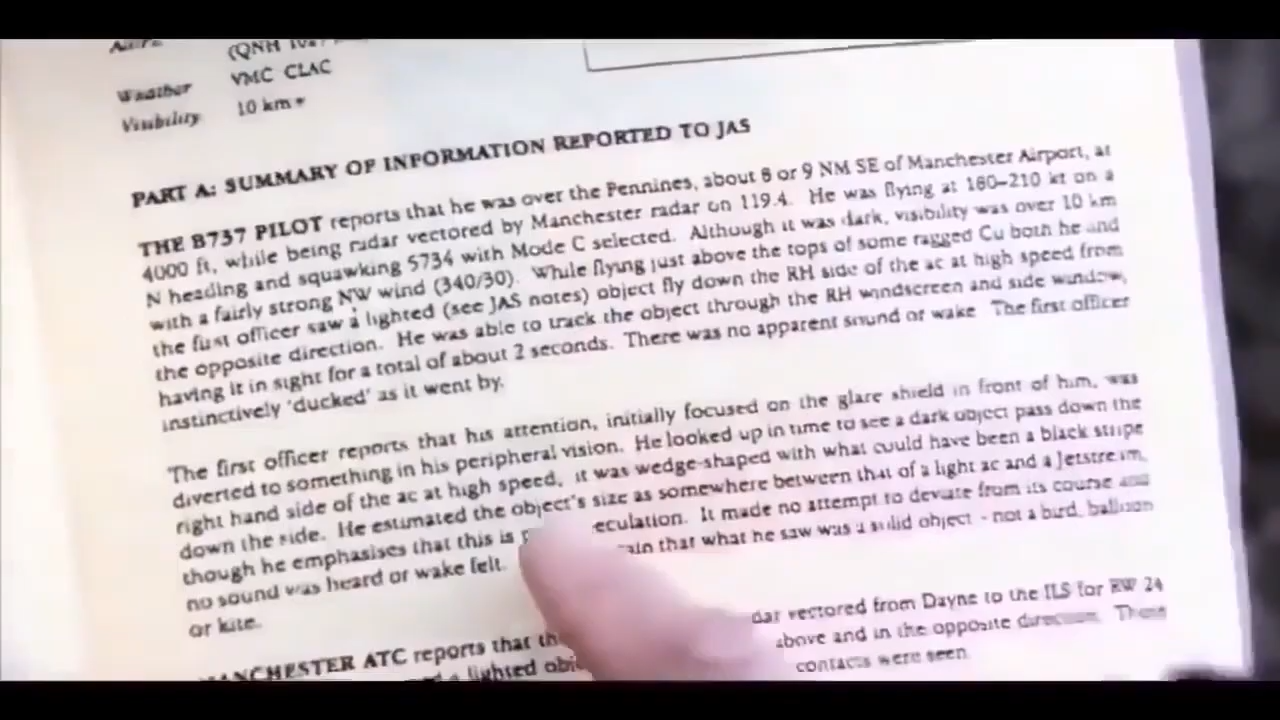 (QNH
Weather VMC CLAC
Visibility 10 km+
PART A: SUMMARY OF INFORMATION REPORTED TO JAS
THE B737 PILOT reports that he was over the Pennines, about 8 or 9 NM SE of Manchester Airport, at
4000 ft, while being radar vectored by Manchester radar on 119.4. He was flying at 180–210 kt on a
N heading and squawking 5734 with Mode C selected. Although it was dark, visibility was over 10 km
with a fairly strong NW wind (340/30). While flying just above the tops of some ragged Cu both he and
the first officer saw a lighted (see JAS notes) object fly down the RH side of the ac at high speed from
the opposite direction. He was able to track the object through the RH windscreen and side window,
having it in sight for a total of about 2 seconds. There was no apparent sound or wake The first officer
instinctively 'ducked' as it went by.
The first officer reports that his attention, initially focused on the glare shield in front of him, was
diverted to something in his peripheral vision. He looked up in time to see a dark object pass down the
right hand side of the ac at high speed, it was wedge-shaped with what could have been a black stripe
down the side. He estimated the object's size as somewhere between that of a light ac and a Jetstream,
though he emphasises that this is eculation. It made no attempt to deviate from its course and
no sound was heard or wake felt. ain that what he saw was a solid object - not a bird, balloon
or kite.
MANCHESTER ATC reports that th dar vectored from Dayne to the ILS for RW 24
a lighted obje above and in the opposite direction. There
contacts were seen